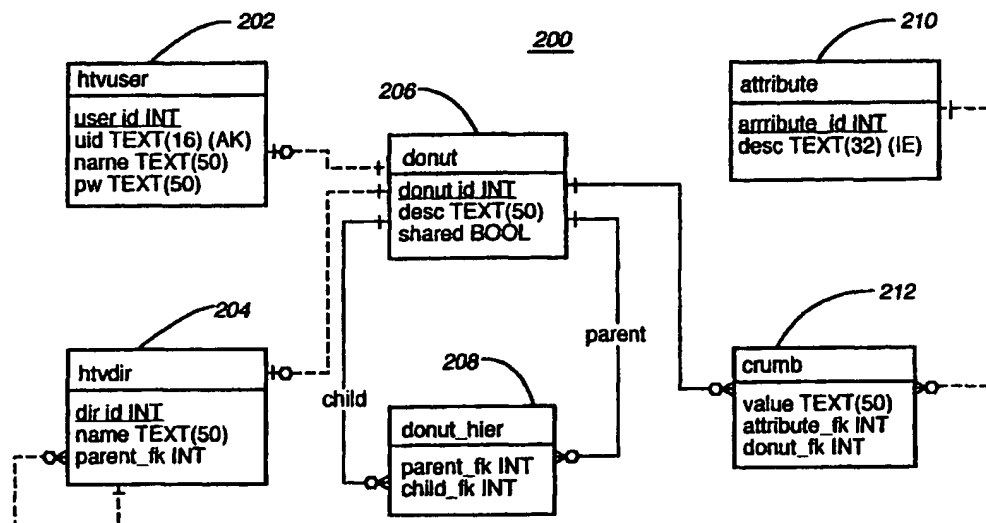 202
200
210
htvuser
user id INT
uid TEXT(16) (AK)
name TEXT(50)
pw TEXT(50)
206
donut
donut id INT
desc TEXT(50)
shared BOOL
attribute
arrribute_id INT
desc TEXT(32) (IE)
204
htvdir
dir id INT
name TEXT(50)
parent_fk INT
child
208
donut_hier
parent_fk INT
child_fk INT
parent
212
crumb
value TEXT(50)
attribute_fk INT
donut_fk INT